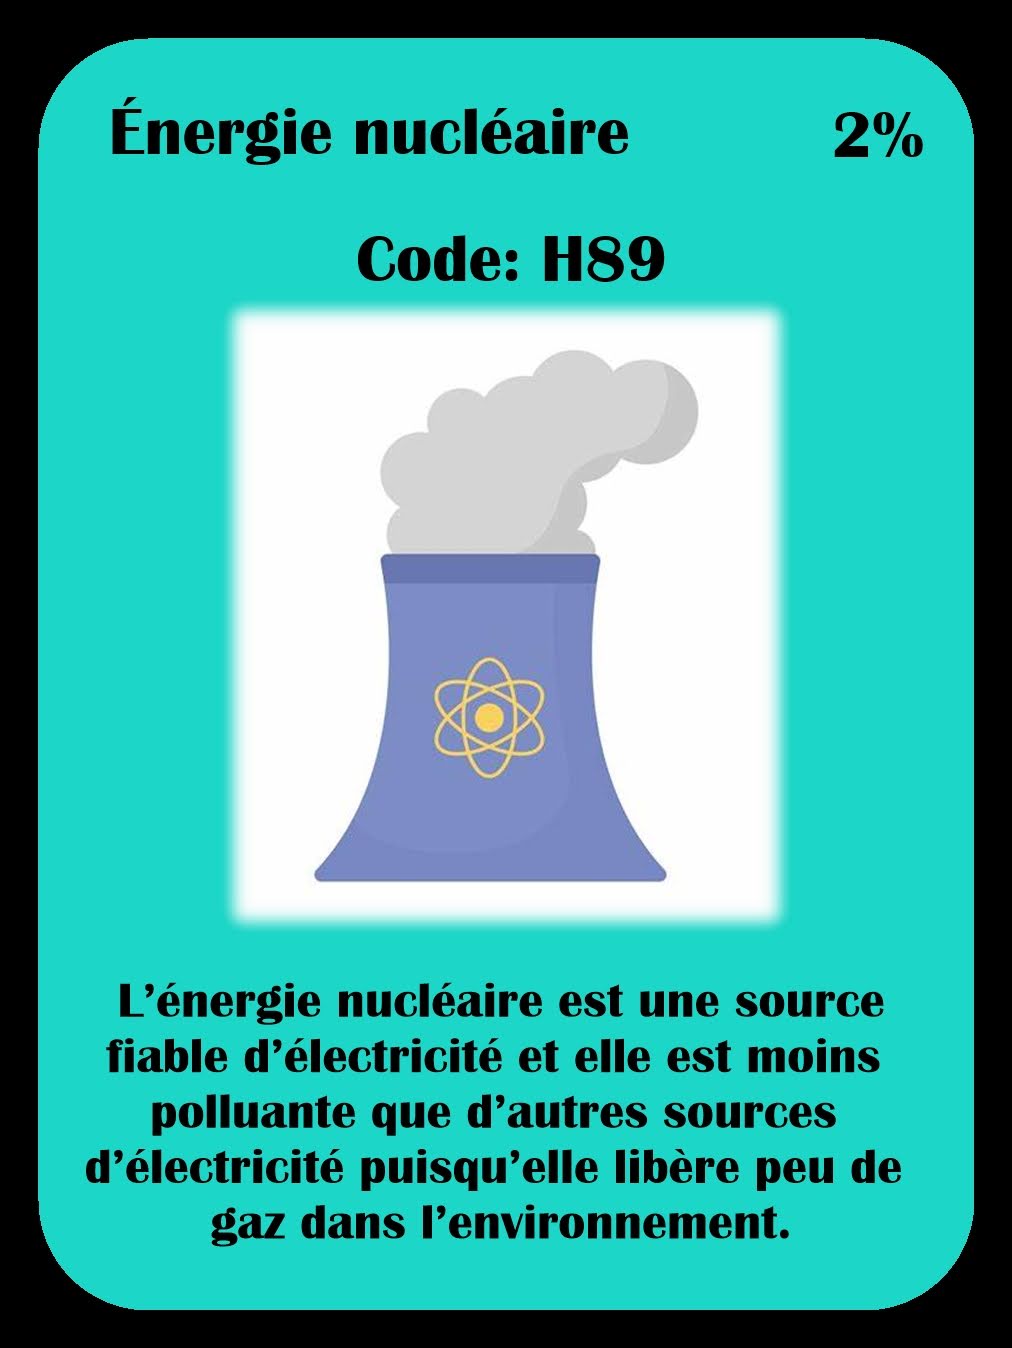 Énergie nucléaire 2%
Code: H89
L’énergie nucléaire est une source
fiable d’électricité et elle est moins
polluante que d’autres sources
d’électricité puisqu’elle libère peu de
gaz dans l’environnement.